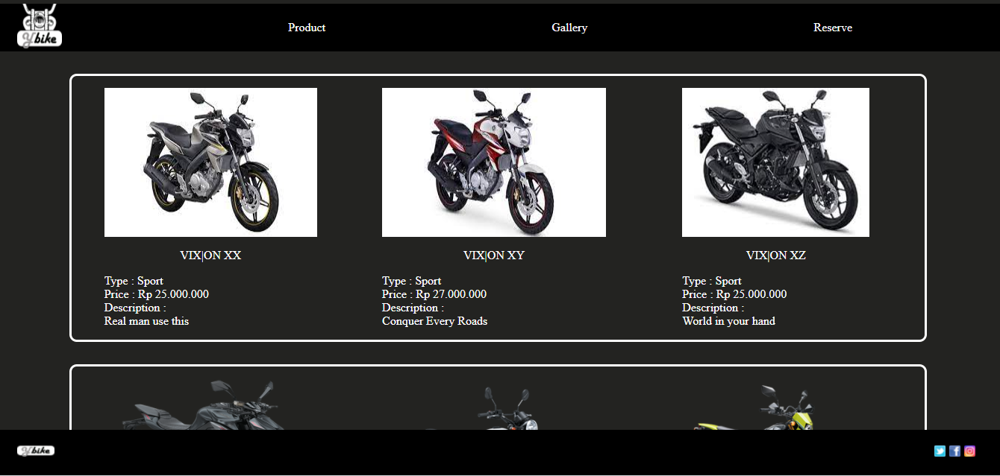 Ybike
Product
Gallery
Reserve
VIX|ON XX
Type : Sport
Price : Rp 25.000.000
Description :
Real man use this
VIX|ON XY
Type : Sport
Price : Rp 27.000.000
Description :
Conquer Every Roads
VIX|ON XZ
Type : Sport
Price : Rp 25.000.000
Description :
World in your hand
Ybike